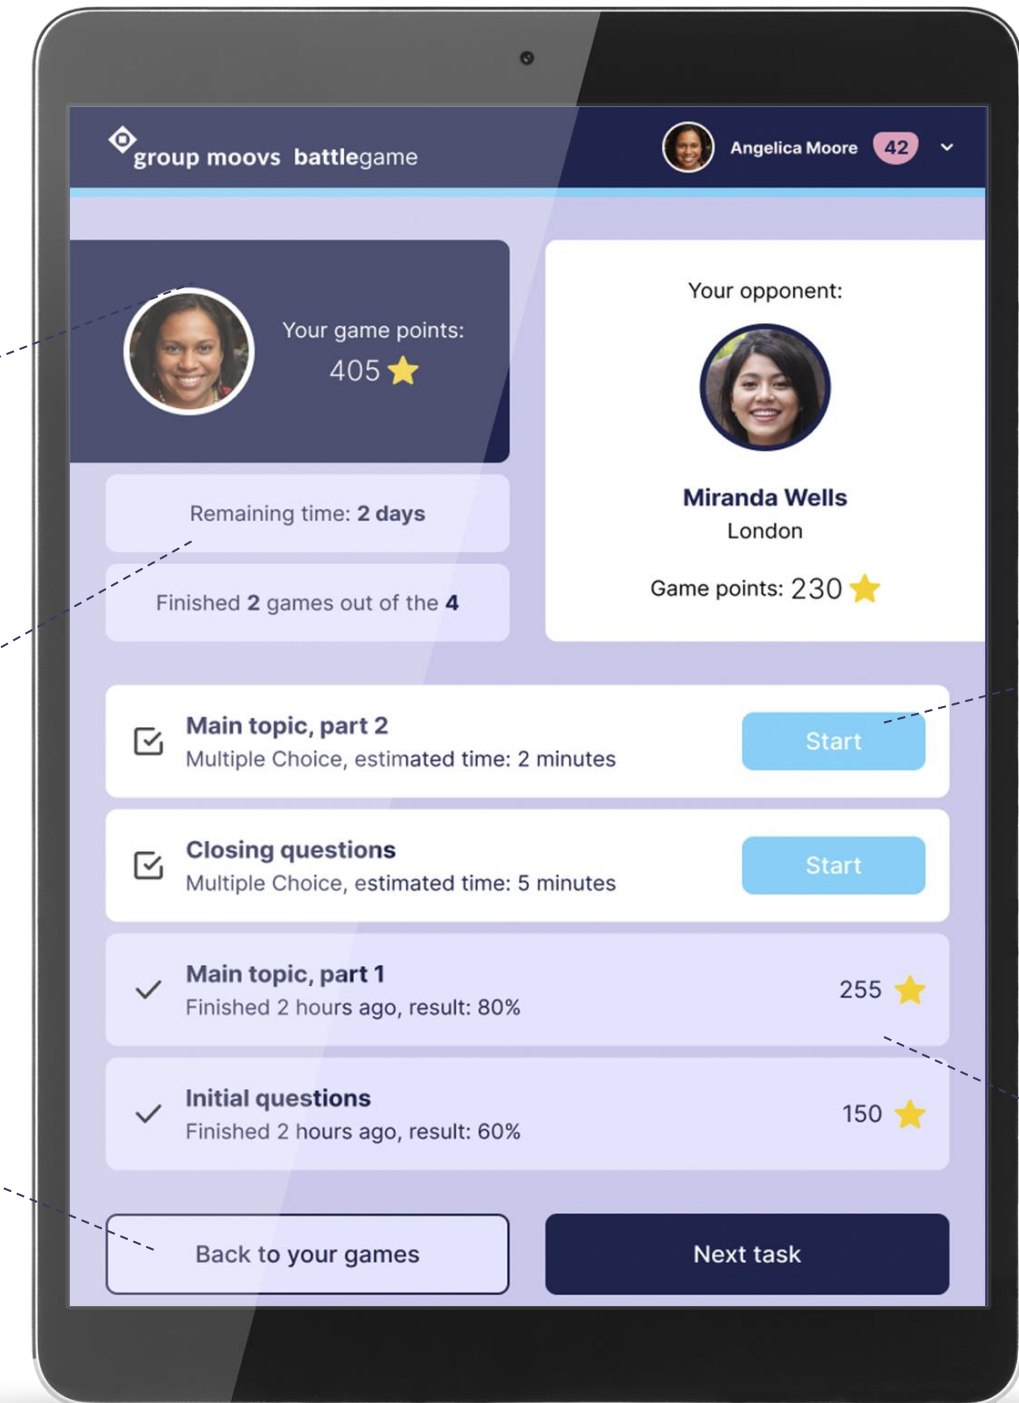 group moovs battlegame
Angelica Moore 42
Your game points:
405
Your opponent:
Miranda Wells
London
Game points: 230
Remaining time: 2 days
Finished 2 games out of the 4
Main topic, part 2
Multiple Choice, estimated time: 2 minutes
Start
Closing questions
Multiple Choice, estimated time: 5 minutes
Start
Main topic, part 1
Finished 2 hours ago, result: 80%
255
Initial questions
Finished 2 hours ago, result: 60%
150
Back to your games
Next task